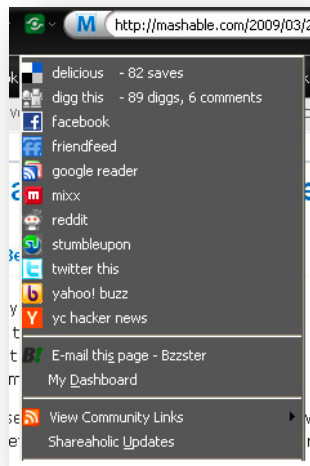 M http://mashable.com/2009/03/2
delicious - 82 saves
digg this - 89 diggs, 6 comments
facebook
friendfeed
google reader
mixx
reddit
stumbleupon
twitter this
yahoo! buzz
yc hacker news
E-mail this page - Bzzster
My Dashboard
View Community Links
Shareaholic Updates